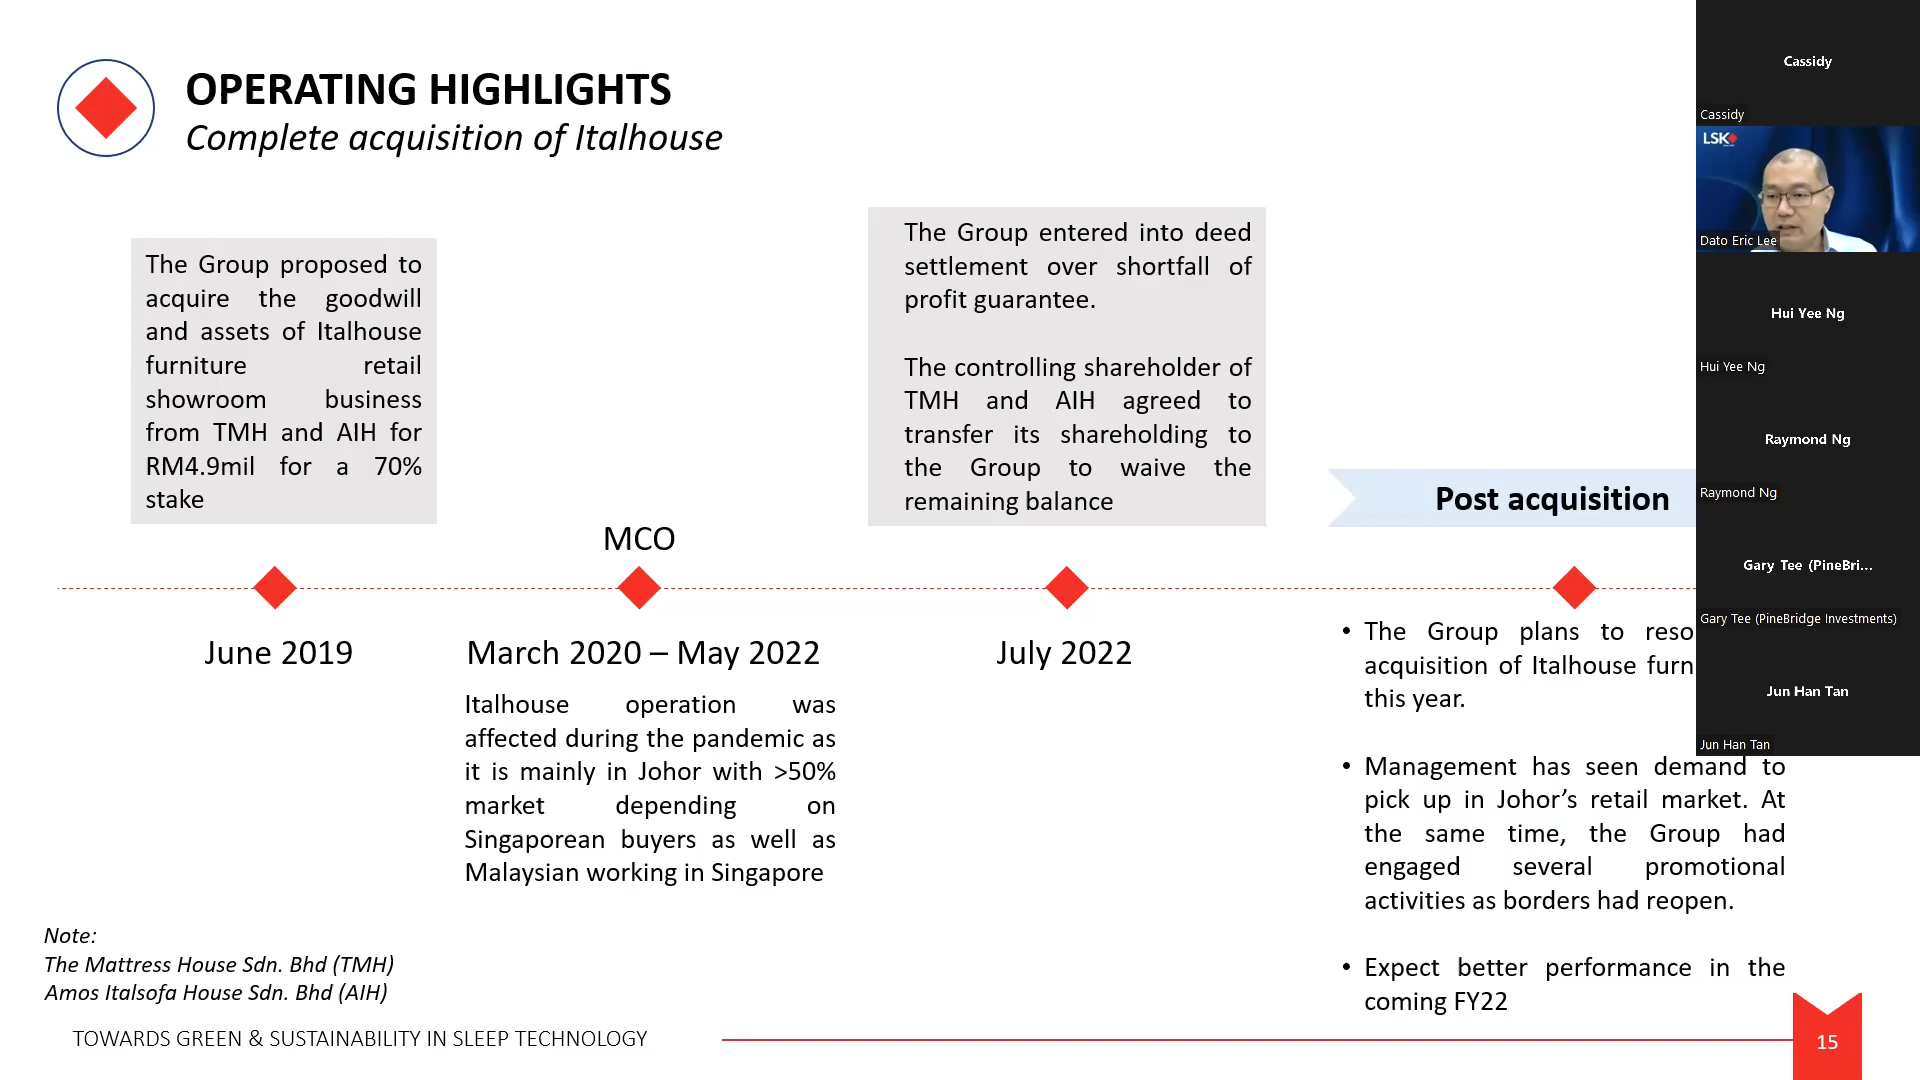 OPERATING HIGHLIGHTS
Complete acquisition of Italhouse
The Group proposed to
acquire the goodwill
and assets of Italhouse
furniture retail
showroom business
from TMH and AIH for
RM4.9mil for a 70%
stake
MCO
The Group entered into deed
settlement over shortfall of
profit guarantee.
The controlling shareholder of
TMH and AIH agreed to
transfer its shareholding to
the Group to waive the
remaining balance
Post acquisition
June 2019
March 2020 – May 2022
July 2022
Italhouse operation was
affected during the pandemic as
it is mainly in Johor with >50%
market depending on
Singaporean buyers as well as
Malaysian working in Singapore
• The Group plans to
acquisition of Italhouse
this year.
• Management has seen demand to
pick up in Johor’s retail market. At
the same time, the Group had
engaged several promotional
activities as borders had reopen.
• Expect better performance in the
coming FY22
Note:
The Mattress House Sdn. Bhd (TMH)
Amos Italsofa House Sdn. Bhd (AIH)
TOWARDS GREEN & SUSTAINABILITY IN SLEEP TECHNOLOGY
15
Cassidy
Cassidy
LSK
Dato Eric Lee
Hui Yee Ng
Hui Yee Ng
Raymond Ng
Raymond Ng
Gary Tee (PineBri...
Gary Tee (PineBridge Investments)
Jun Han Tan
Jun Han Tan